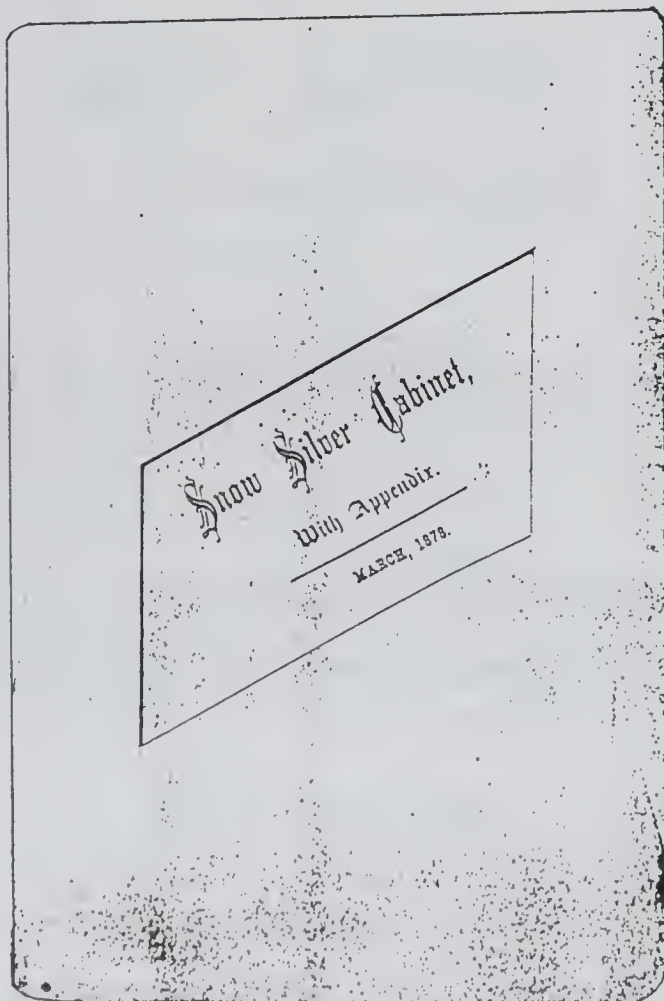 Snow Silver Cabinet,
With Appendix.
MARCH, 1878.